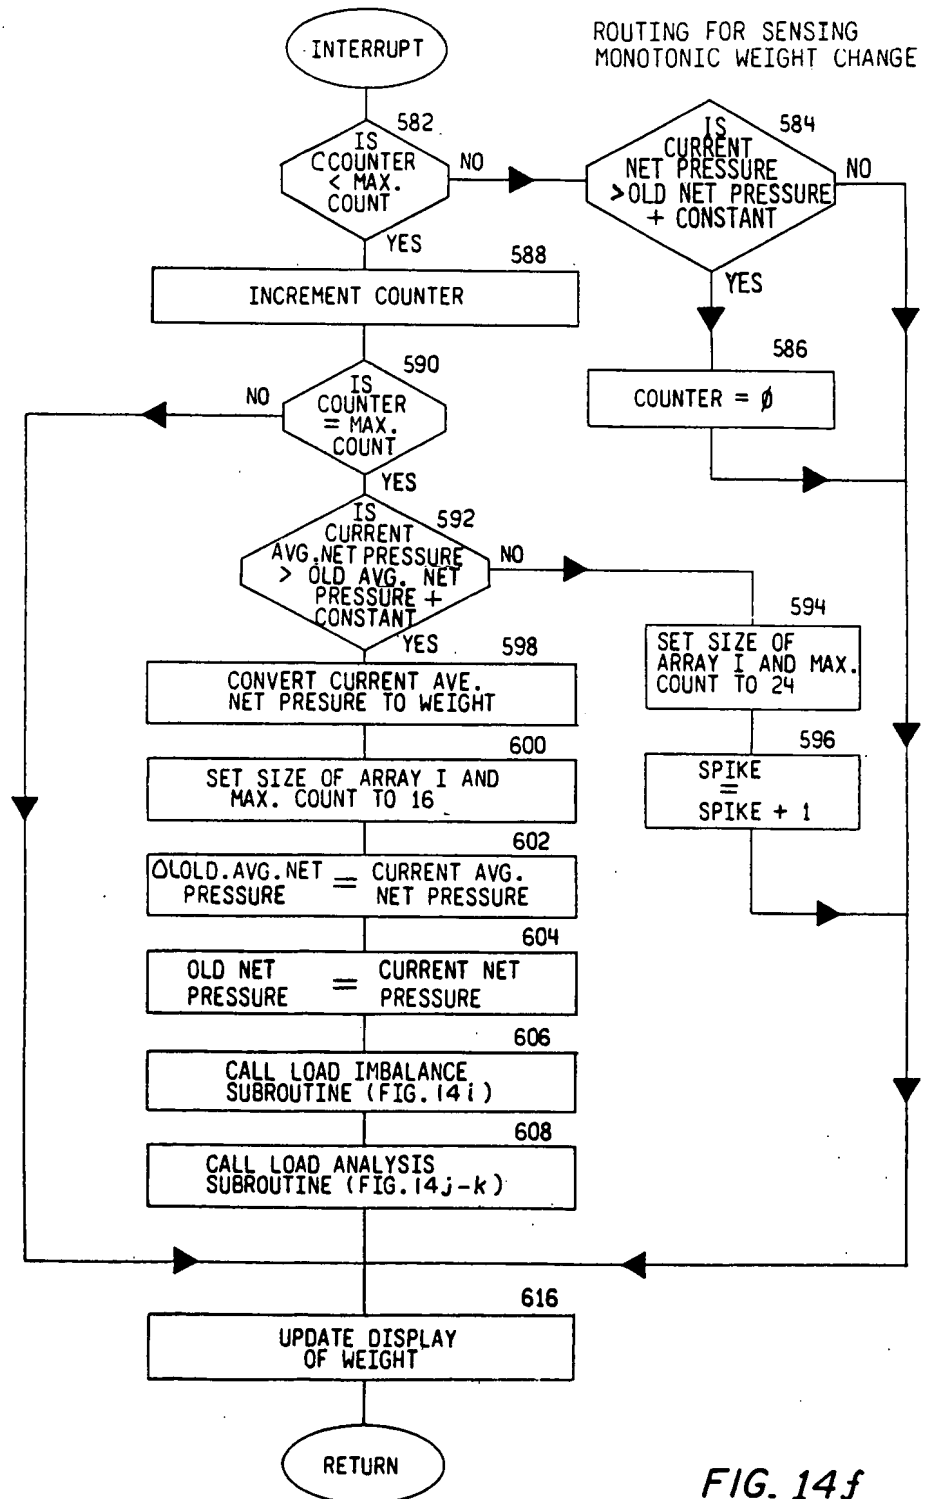 ROUTING FOR SENSING
MONOTONIC WEIGHT CHANGE
INTERRUPT
582
IS
CCOUNTER
< MAX.
COUNT
NO
YES
584
IS
CURRENT
NET PRESSURE
>OLD NET PRESSURE
+ CONSTANT
NO
YES
586
COUNTER = ø
588
INCREMENT COUNTER
590
IS
COUNTER
= MAX.
COUNT
NO
YES
592
IS
CURRENT
AVG.NET PRESSURE
> OLD AVG. NET
PRESSURE +
CONSTANT
NO
YES
594
SET SIZE OF
ARRAY I AND MAX.
COUNT TO 24
596
SPIKE
=
SPIKE + 1
598
CONVERT CURRENT AVE.
NET PRESURE TO WEIGHT
600
SET SIZE OF ARRAY I AND
MAX. COUNT TO 16
602
OLOLD.AVG.NET PRESSURE = CURRENT AVG. NET PRESSURE
604
OLD NET PRESSURE = CURRENT NET PRESSURE
606
CALL LOAD IMBALANCE
SUBROUTINE (FIG.14i)
608
CALL LOAD ANALYSIS
SUBROUTINE (FIG.14j-k)
616
UPDATE DISPLAY
OF WEIGHT
RETURN
FIG. 14f